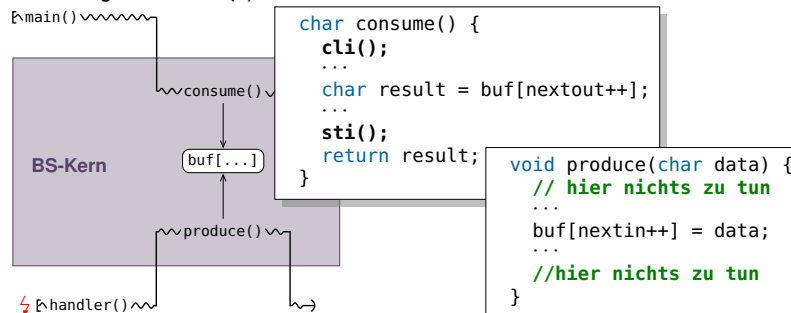 main()
char consume() {
cli();
...
char result = buf[nextout++];
...
sti();
return result;
}
consume()
BS-Kern
buf[...]
void produce(char data) {
// hier nichts zu tun
...
buf[nextin++] = data;
...
//hier nichts zu tun
}
produce()
handler()